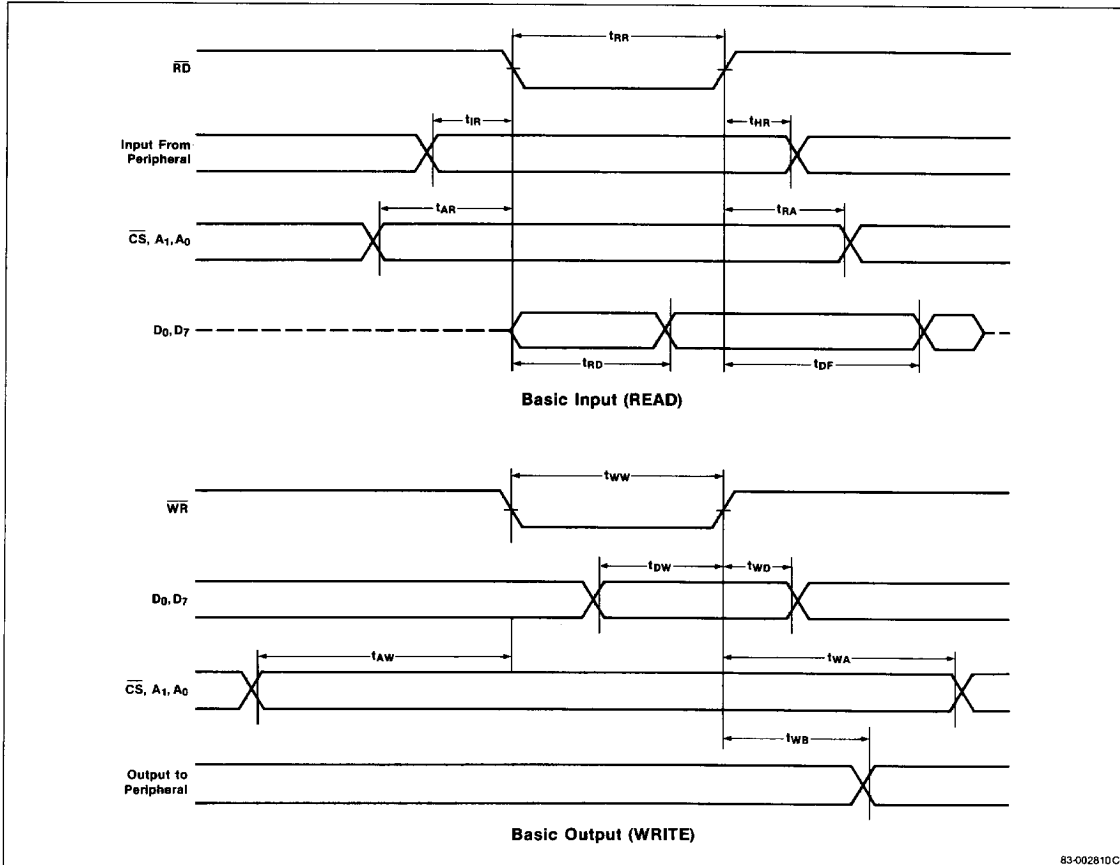 tRR
RD
tIR
tHR
Input From
Peripheral
tAR
tRA
CS, A1, A0
D0, D7
tRD
tDF
Basic Input (READ)
tWW
WR
tDW
tWD
D0, D7
tAW
tWA
CS, A1, A0
tWB
Output to
Peripheral
Basic Output (WRITE)
83-002810C